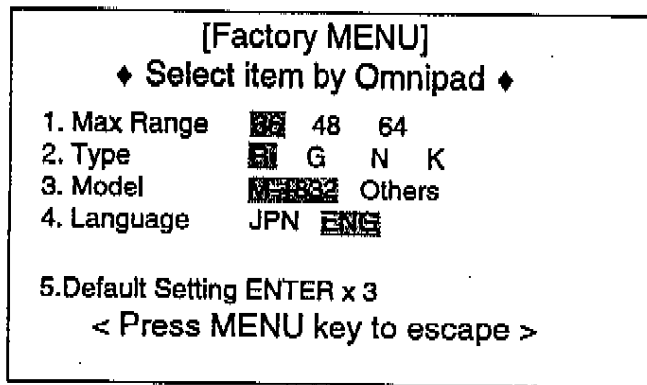 [Factory MENU]
♦ Select item by Omnipad ♦
1. Max Range 36 48 64
2. Type G N K
3. Model Others
4. Language JPN ENG
5.Default Setting ENTER x 3
< Press MENU key to escape >